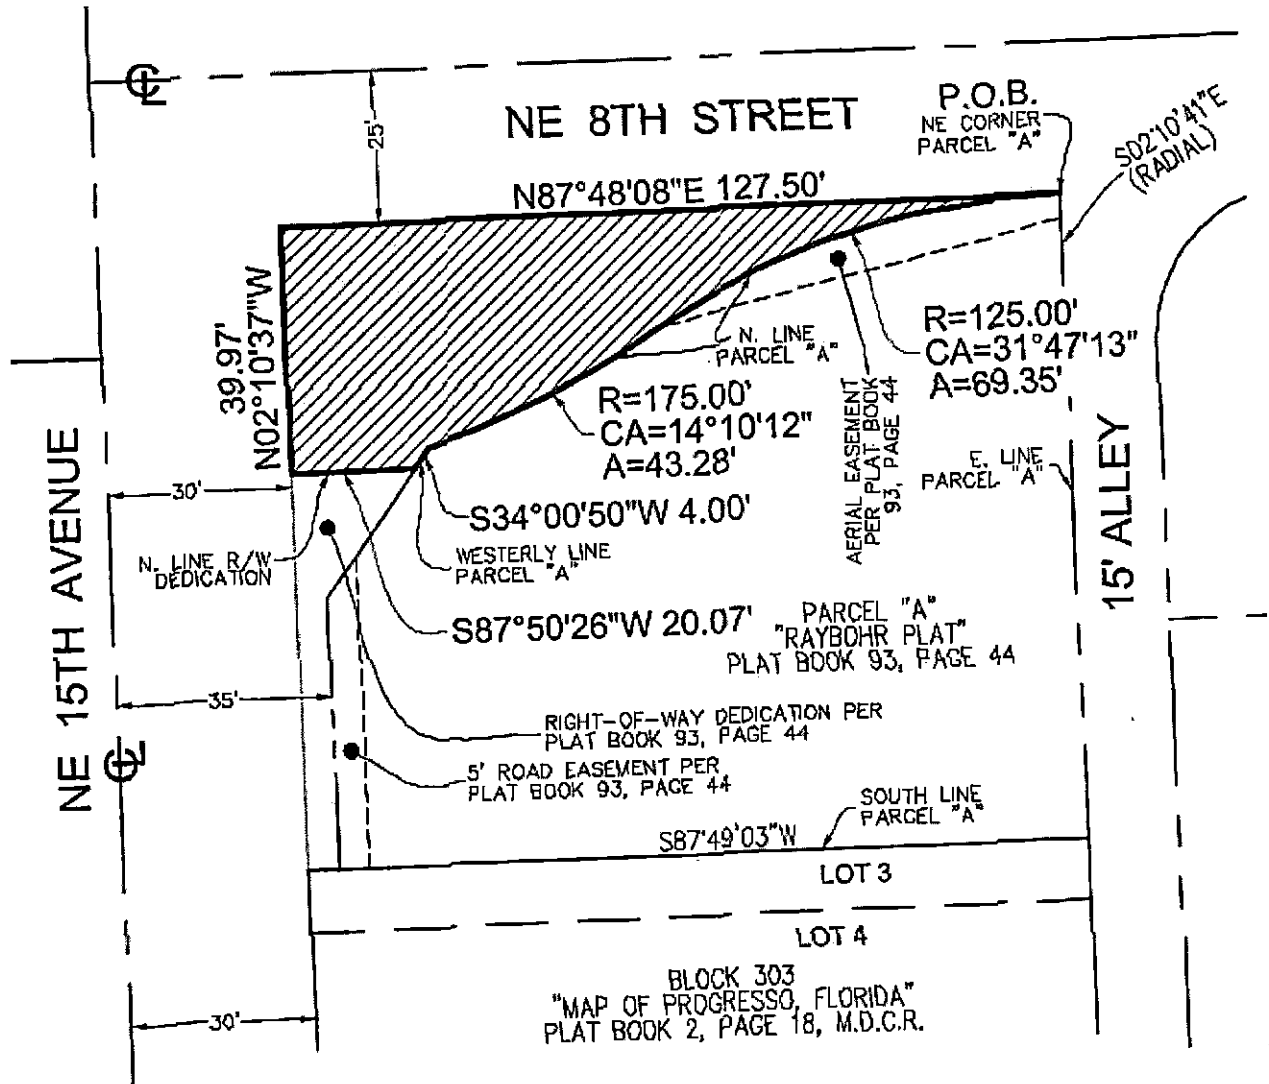 ℄
NE 8TH STREET
25'
P.O.B.
NE CORNER
PARCEL "A"
S02°10'41"E
(RADIAL)
N87°48'08"E 127.50'
39.97'
N02°10'37"W
N. LINE
PARCEL "A"
R=125.00'
CA=31°47'13"
A=69.35'
R=175.00'
CA=14°10'12"
A=43.28'
AERIAL EASEMENT
PER PLAT BOOK
93, PAGE 44
E. LINE
PARCEL "A"
15' ALLEY
NE 15TH AVENUE
℄
30'
S34°00'50"W 4.00'
N. LINE R/W
DEDICATION
WESTERLY LINE
PARCEL "A"
S87°50'26"W 20.07'
PARCEL "A"
"RAYBOHR PLAT"
PLAT BOOK 93, PAGE 44
35'
RIGHT-OF-WAY DEDICATION PER
PLAT BOOK 93, PAGE 44
5' ROAD EASEMENT PER
PLAT BOOK 93, PAGE 44
SOUTH LINE
PARCEL "A"
S87°49'03"W
LOT 3
LOT 4
BLOCK 303
"MAP OF PROGRESSO, FLORIDA"
PLAT BOOK 2, PAGE 18, M.D.C.R.
30'